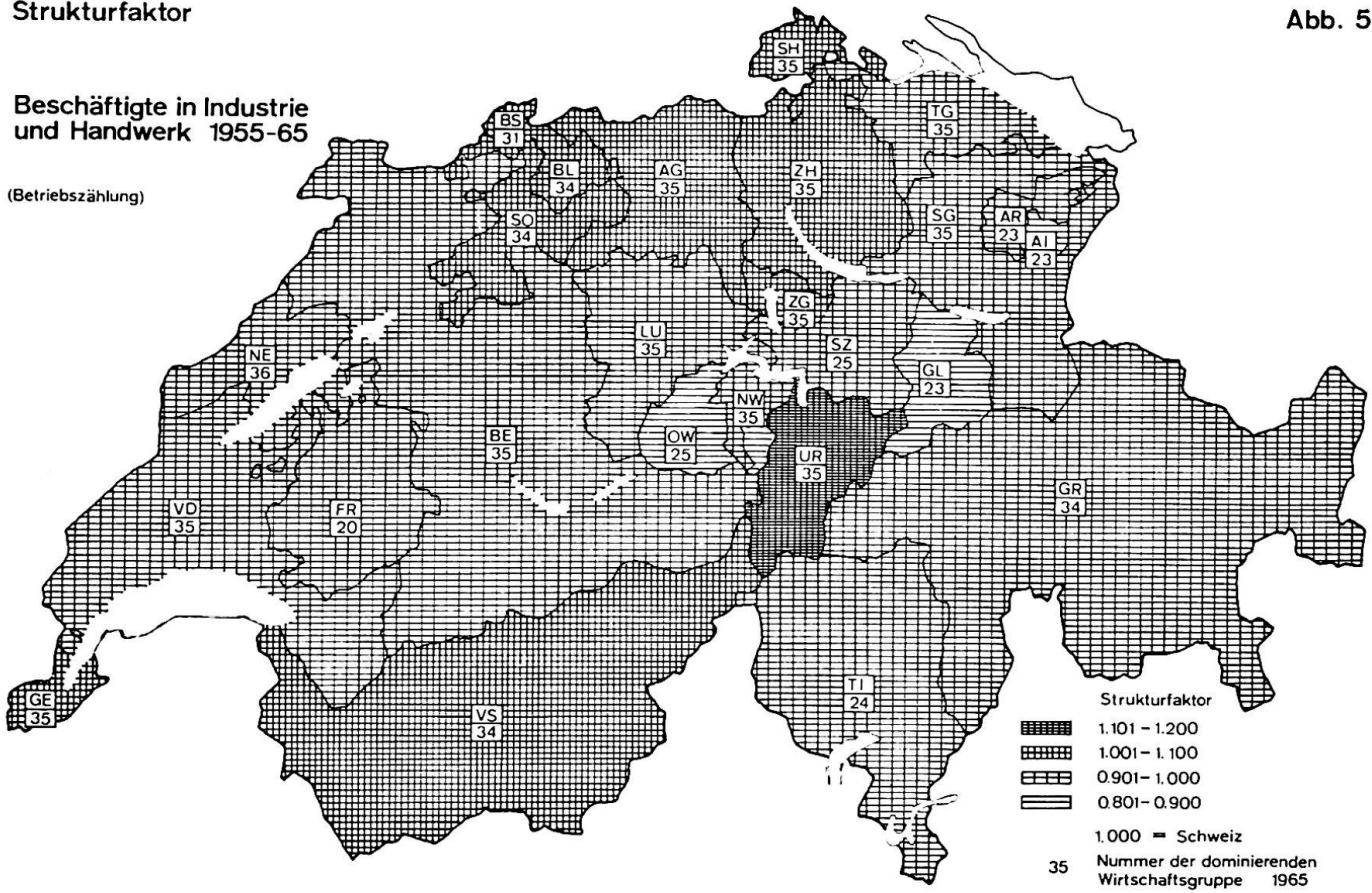 Strukturfaktor
Abb. 5
Beschäftigte in Industrie
und Handwerk 1955-65
(Betriebszählung)
SH
35
BS
31
TG
35
BL
34
AG
35
ZH
35
SO
34
SG
35
AR
23
AI
23
ZG
35
LU
35
SZ
25
NE
36
GL
23
NW
35
BE
35
OW
25
UR
35
GR
34
VD
35
FR
20
TI
24
GE
35
VS
34
Strukturfaktor
1.101 - 1.200
1.001 - 1.100
0.901 - 1.000
0.801 - 0.900
1.000 = Schweiz
35 Nummer der dominierenden
Wirtschaftsgruppe 1965